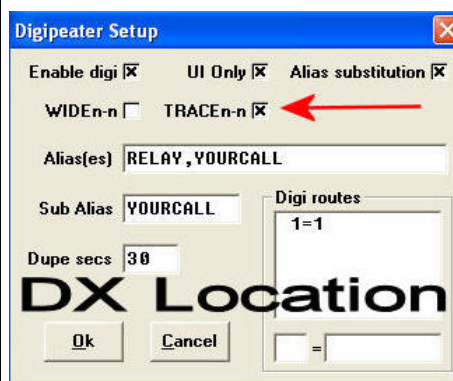 Digipeater Setup
Enable digi UI Only Alias substitution
WIDEn-n TRACEn-n
Alias(es) RELAY,YOURCALL
Sub Alias YOURCALL
Digi routes
1=1
Dupe secs 30
DX Location
Ok Cancel
=